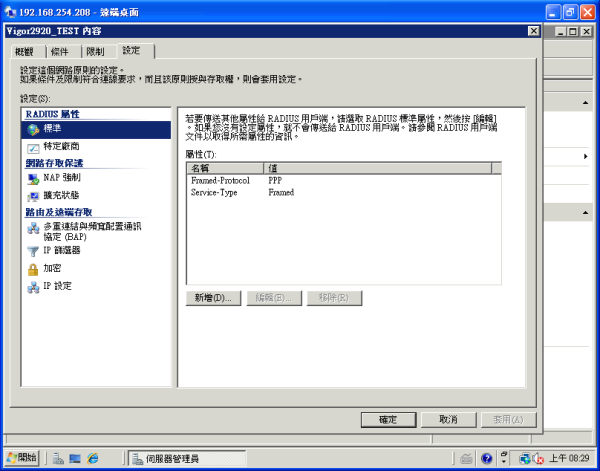 192.168.254.208 - 遠端桌面
Vigor2920_TEST 內容
概觀 條件 限制 設定
設定這個網路原則的設定。
如果條件及限制符合連線要求，而且該原則授與存取權，則會套用設定。
設定(S):
RADIUS 屬性
標準
特定廠商
網路存取保護
NAP 強制
擴充狀態
路由及遠端存取
多重連結與頻寬配置通訊
協定 (BAP)
IP 篩選器
加密
IP 設定
若要傳送其他屬性給 RADIUS 用戶端，請選取 RADIUS 標準屬性，然後按 [編輯]
。如果您沒有設定屬性，就不會傳送給 RADIUS 用戶端。請參閱 RADIUS 用戶端
文件以取得所需屬性的資訊。
屬性(T):
名稱 值
Framed-Protocol PPP
Service-Type Framed
新增(D)... 編輯(E)... 移除(R)
確定 取消 套用(A)
開始 伺服器管理員 上午 08:29